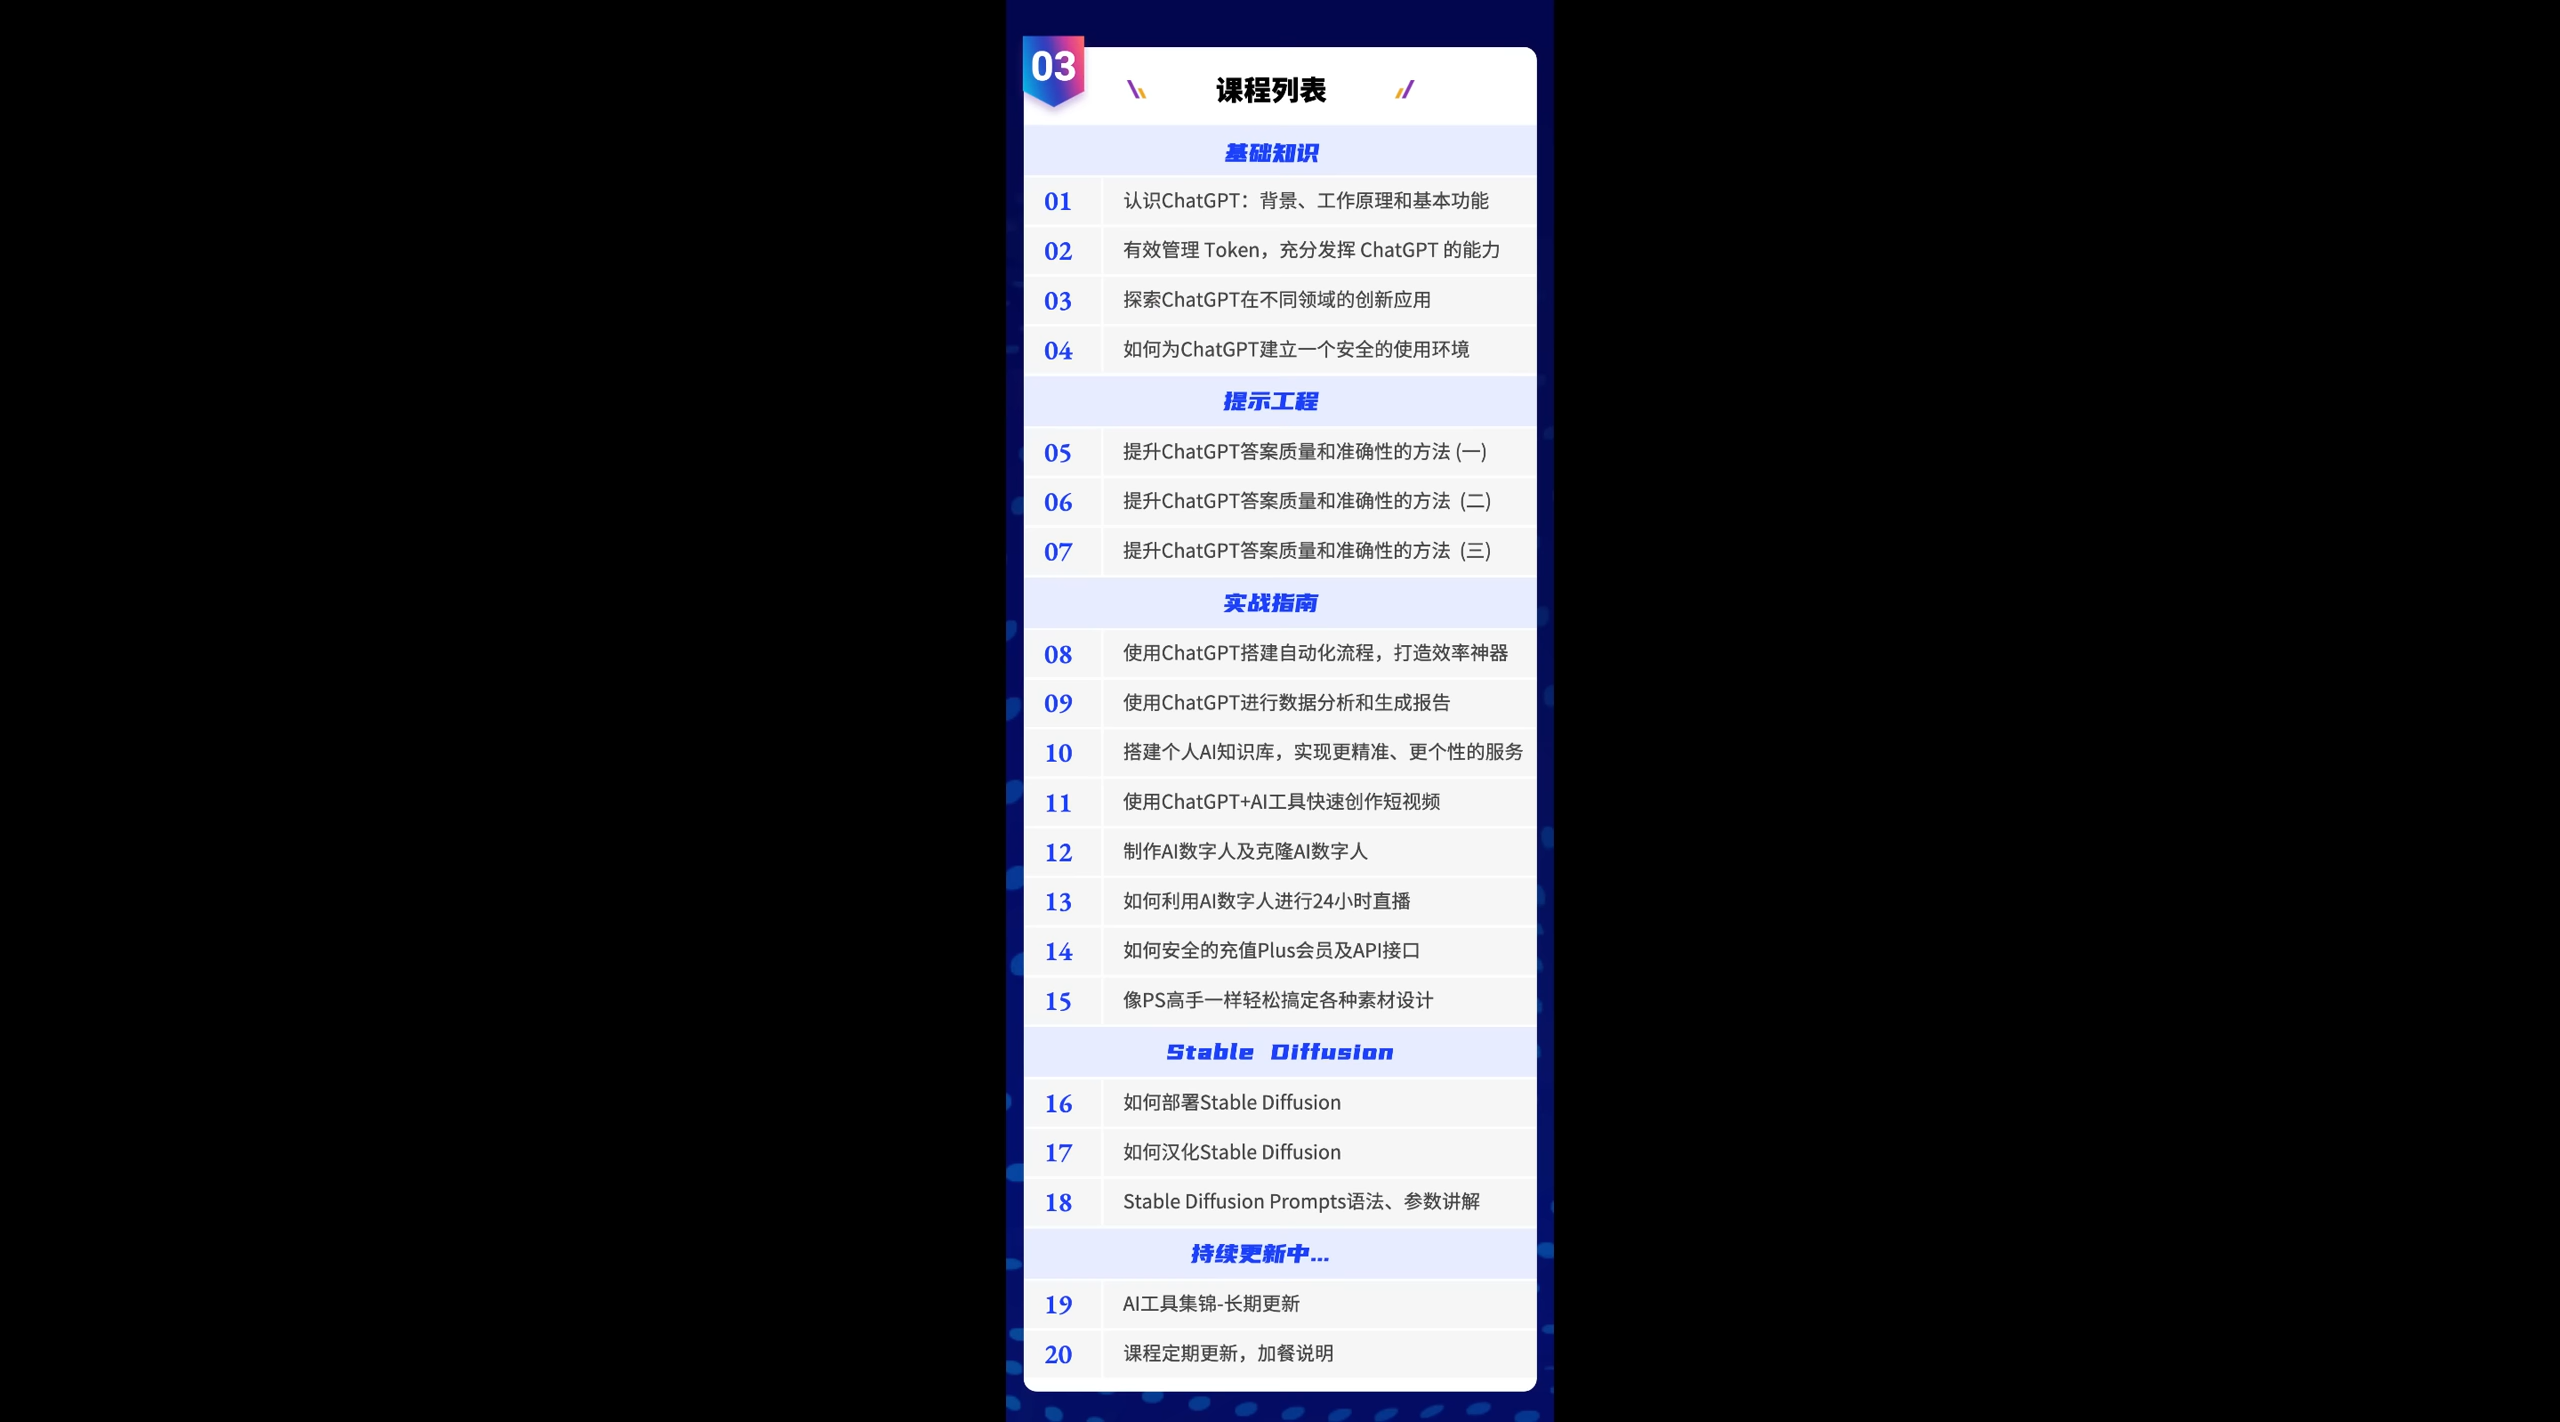 03
课程列表
基础知识
01 认识ChatGPT：背景、工作原理和基本功能
02 有效管理 Token，充分发挥 ChatGPT 的能力
03 探索ChatGPT在不同领域的创新应用
04 如何为ChatGPT建立一个安全的使用环境
提示工程
05 提升ChatGPT答案质量和准确性的方法 (一)
06 提升ChatGPT答案质量和准确性的方法 (二)
07 提升ChatGPT答案质量和准确性的方法 (三)
实战指南
08 使用ChatGPT搭建自动化流程，打造效率神器
09 使用ChatGPT进行数据分析和生成报告
10 搭建个人AI知识库，实现更精准、更个性的服务
11 使用ChatGPT+AI工具快速创作短视频
12 制作AI数字人及克隆AI数字人
13 如何利用AI数字人进行24小时直播
14 如何安全的充值Plus会员及API接口
15 像PS高手一样轻松搞定各种素材设计
Stable Diffusion
16 如何部署Stable Diffusion
17 如何汉化Stable Diffusion
18 Stable Diffusion Prompts语法、参数讲解
持续更新中...
19 AI工具集锦-长期更新
20 课程定期更新，加餐说明